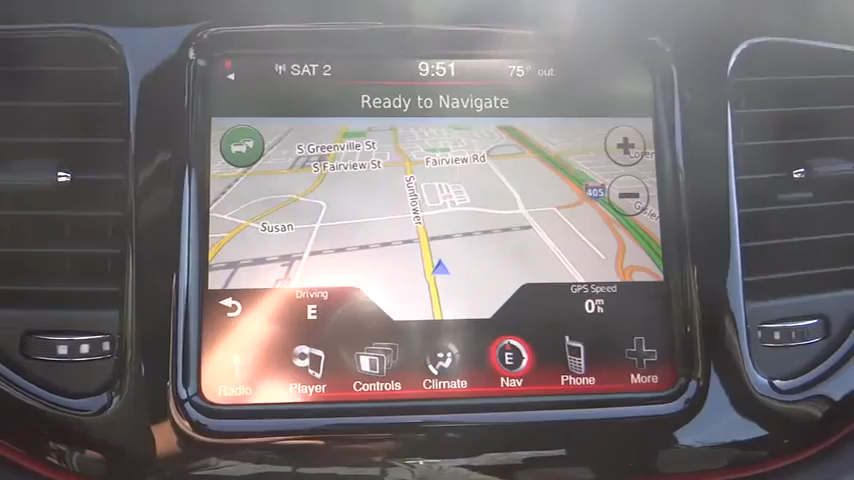 SAT 2
9:51
75° out
Ready to Navigate
S Greenville St
S Fairview St
Fairview Rd
Sunflower
Susan
405
Driving
E
GPS Speed
0 mph
Radio
Player
Controls
Climate
E
Nav
Phone
More